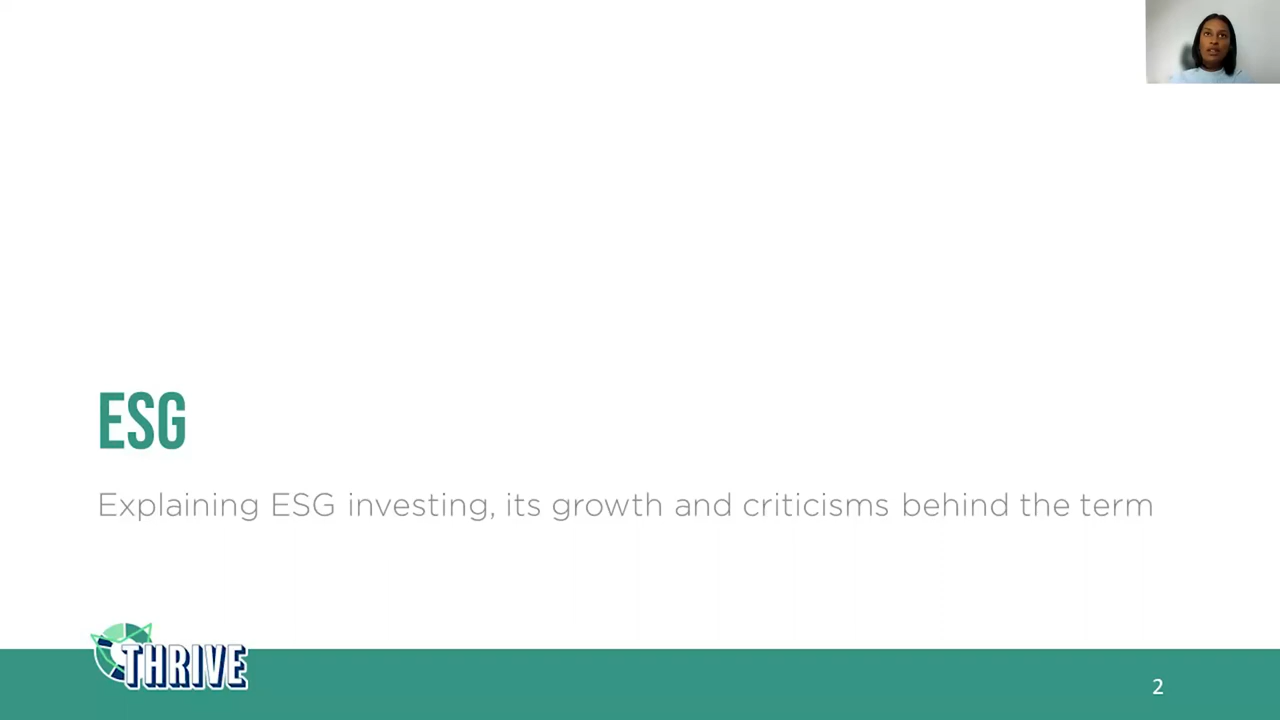 ESG
Explaining ESG investing, its growth and criticisms behind the term
THRIVE
2